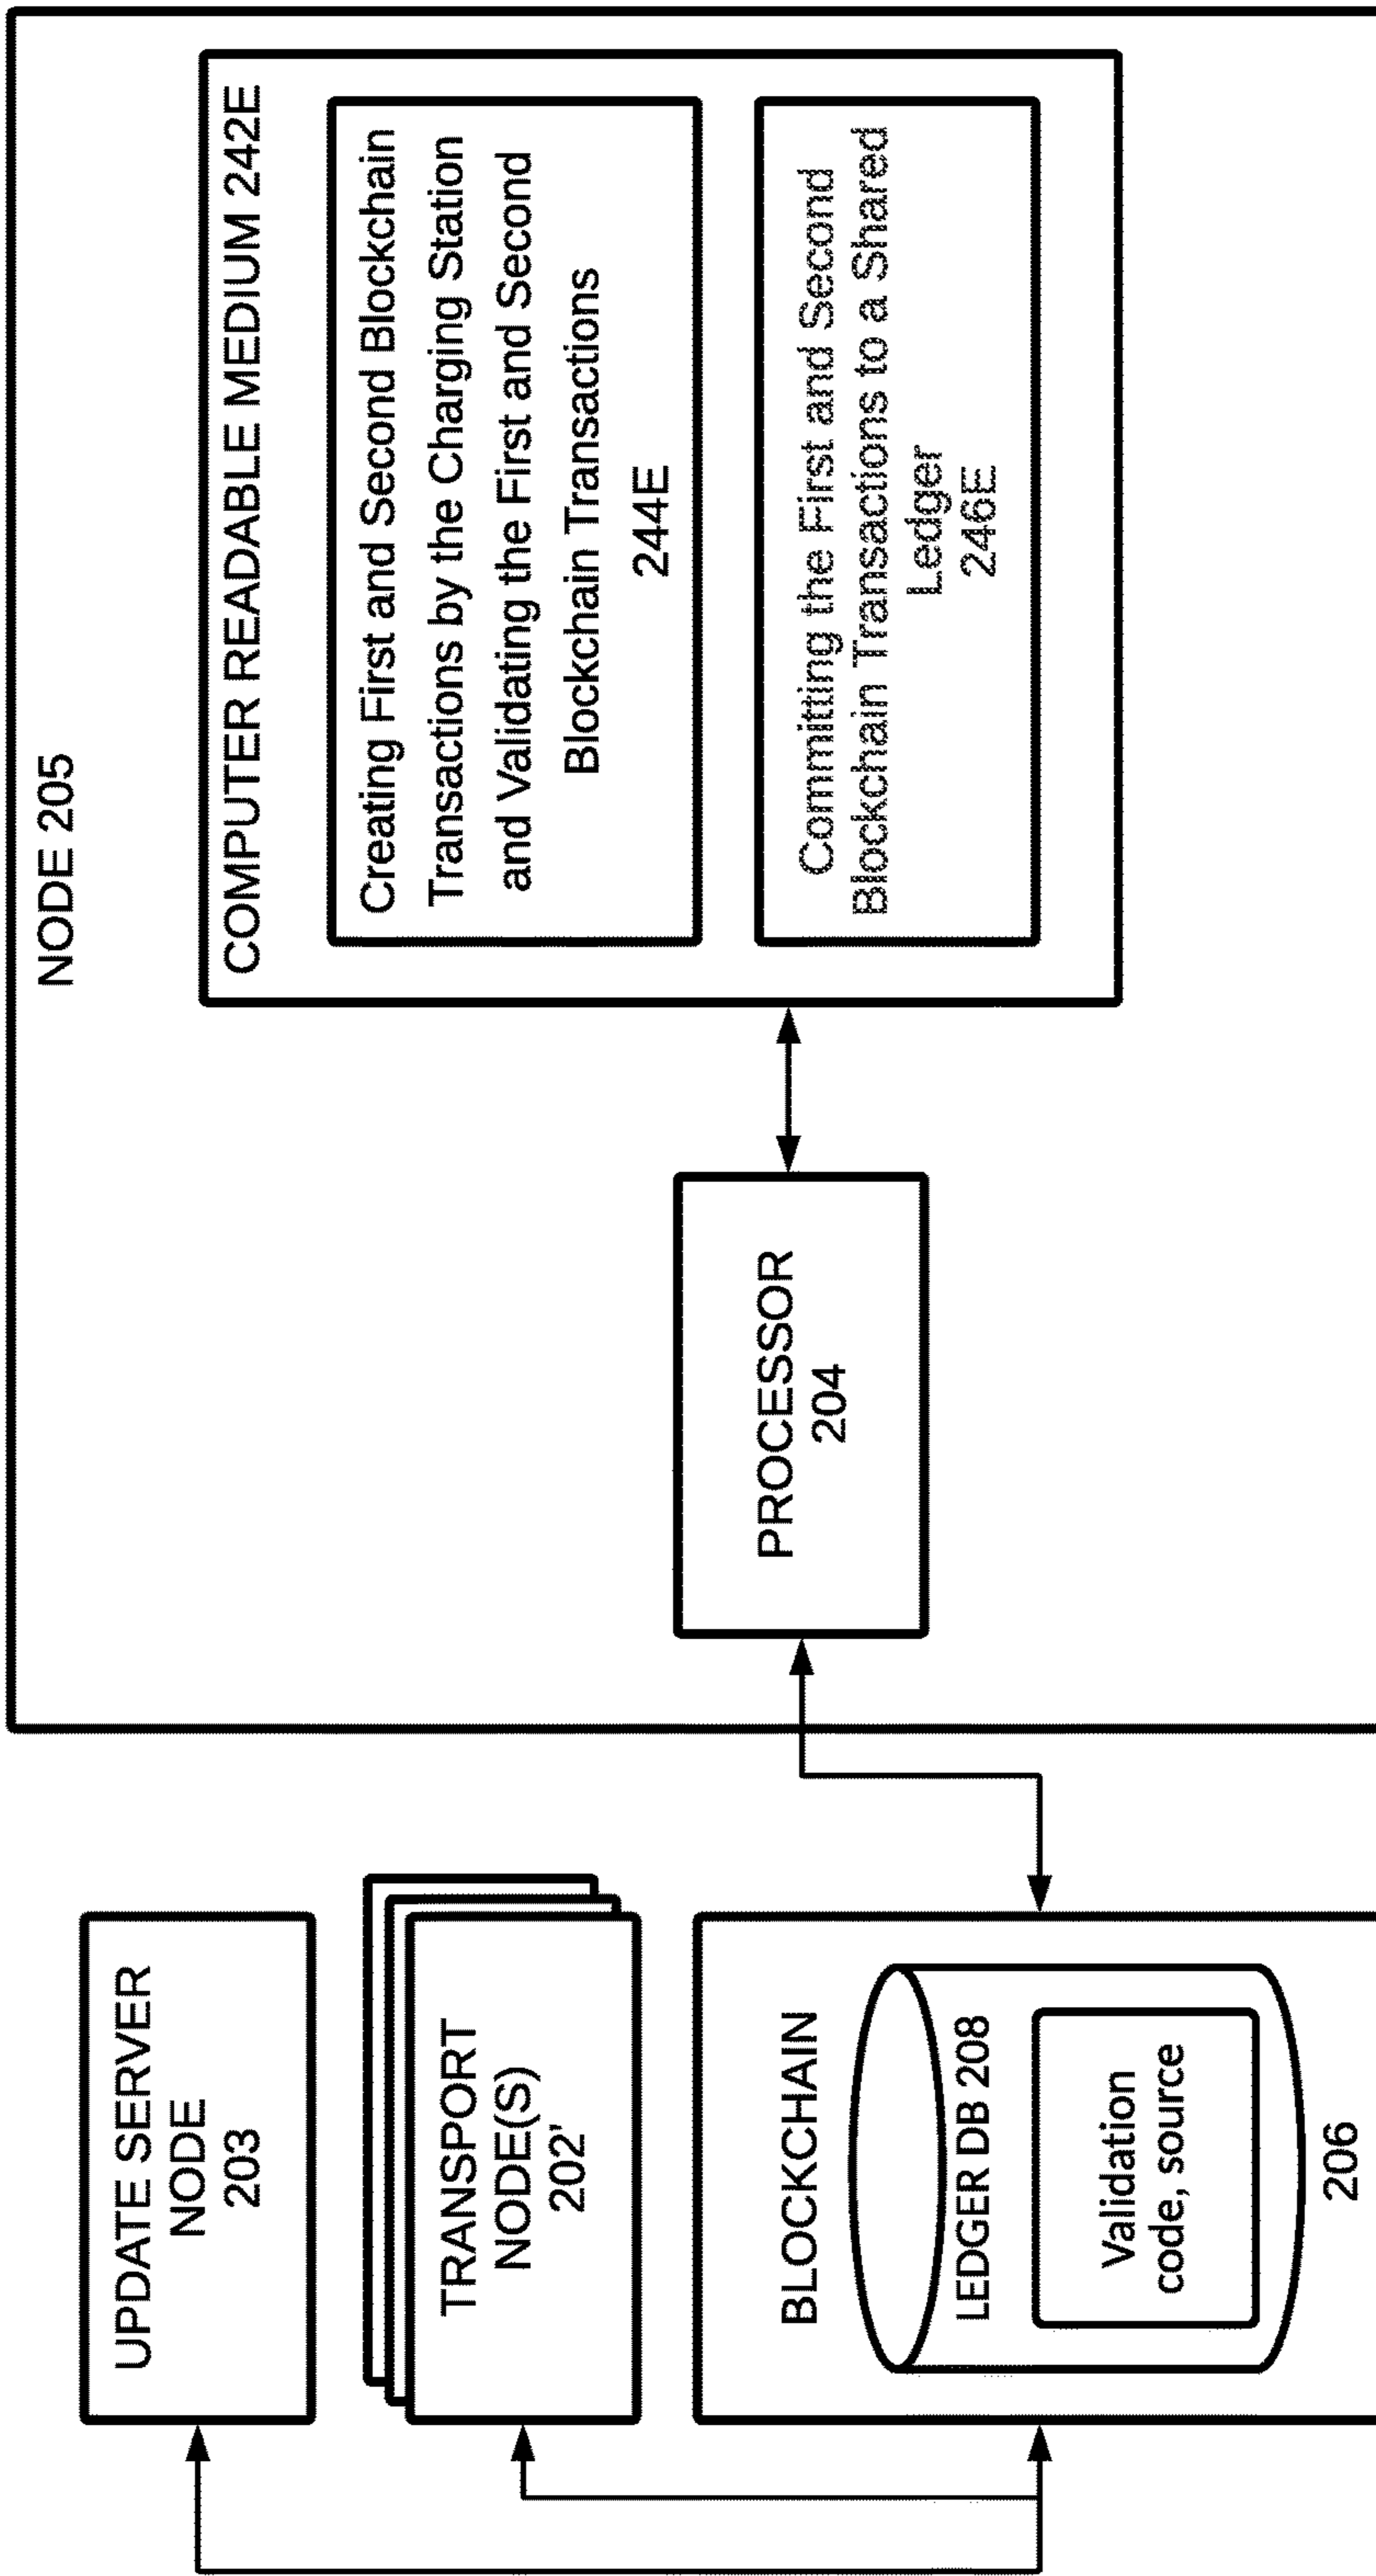 UPDATE SERVER
NODE
203
TRANSPORT
NODE(S)
202'
BLOCKCHAIN
LEDGER DB 208
Validation
code, source
206
NODE 205
PROCESSOR
204
COMPUTER READABLE MEDIUM 242E
Creating First and Second Blockchain
Transactions by the Charging Station
and Validating the First and Second
Blockchain Transactions
244E
Committing the First and Second
Blockchain Transactions to a Shared
Ledger
246E